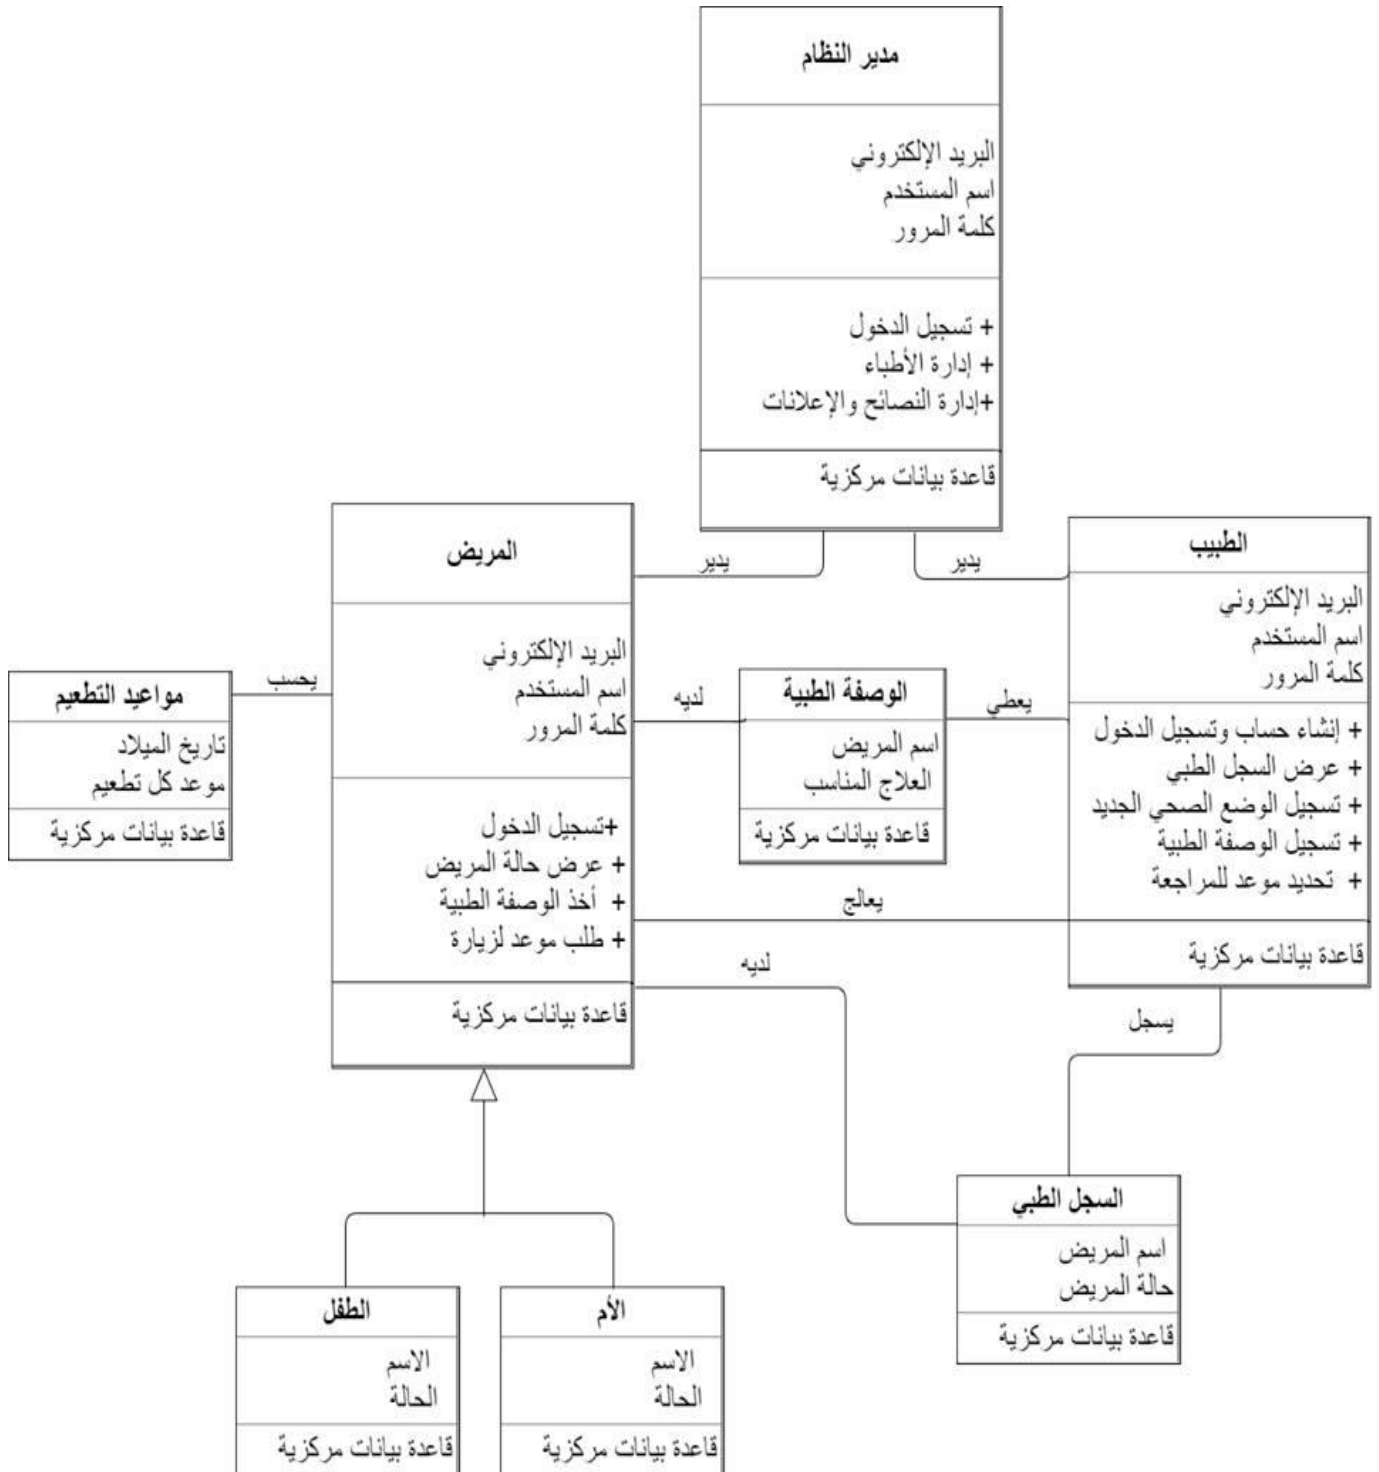 مدير النظام
البريد الإلكتروني
اسم المستخدم
كلمة المرور
+ تسجيل الدخول
+ إدارة الأطباء
+إدارة النصائح والإعلانات
قاعدة بيانات مركزية
يدير
يدير
الطبيب
البريد الإلكتروني
اسم المستخدم
كلمة المرور
+ إنشاء حساب وتسجيل الدخول
+ عرض السجل الطبي
+ تسجيل الوضع الصحي الجديد
+ تسجيل الوصفة الطبية
+ تحديد موعد للمراجعة
قاعدة بيانات مركزية
يعطي
الوصفة الطبية
اسم المريض
العلاج المناسب
قاعدة بيانات مركزية
لديه
المريض
البريد الإلكتروني
اسم المستخدم
كلمة المرور
+تسجيل الدخول
+ عرض حالة المريض
+ أخذ الوصفة الطبية
+ طلب موعد لزيارة
قاعدة بيانات مركزية
يحسب
مواعيد التطعيم
تاريخ الميلاد
موعد كل تطعيم
قاعدة بيانات مركزية
يعالج
لديه
يسجل
السجل الطبي
اسم المريض
حالة المريض
قاعدة بيانات مركزية
الأم
الاسم
الحالة
قاعدة بيانات مركزية
الطفل
الاسم
الحالة
قاعدة بيانات مركزية